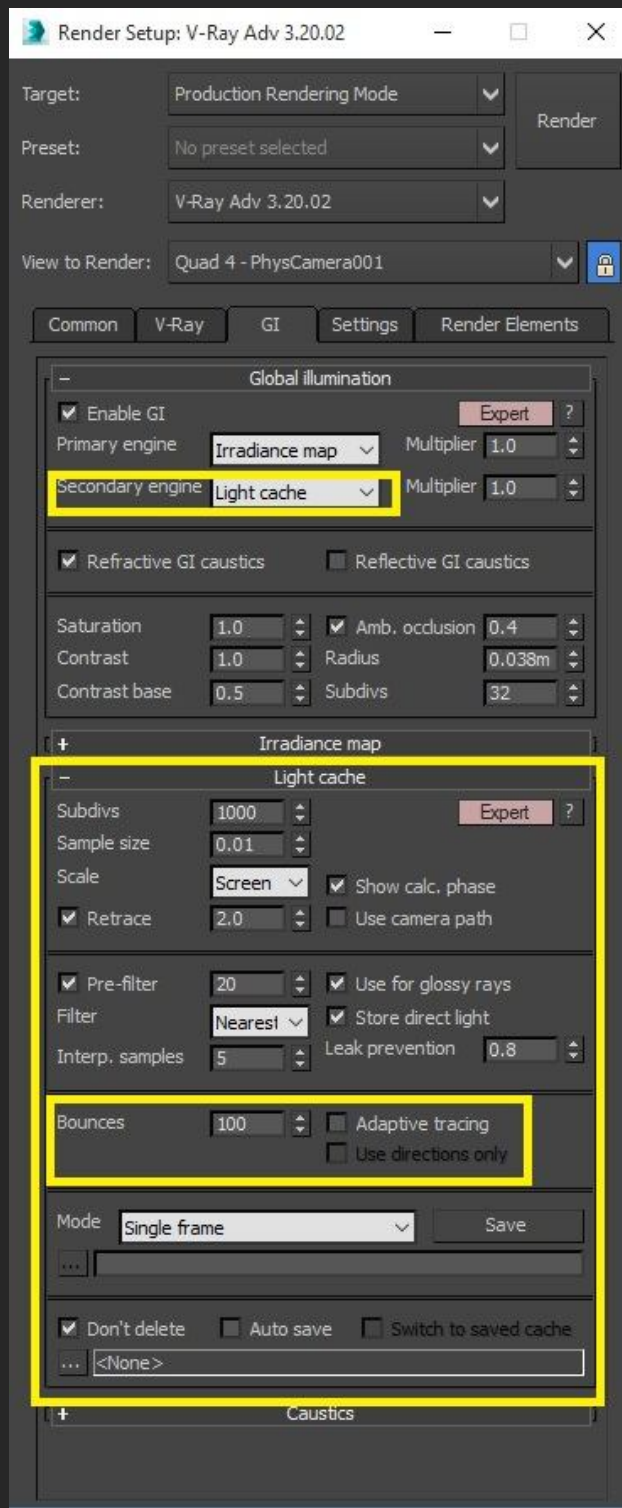 Render Setup: V-Ray Adv 3.20.02
Target: Production Rendering Mode
Render
Preset: No preset selected
Renderer: V-Ray Adv 3.20.02
View to Render: Quad 4 - PhysCamera001
Common V-Ray GI Settings Render Elements
Global illumination
Enable GI Expert ?
Primary engine Irradiance map Multiplier 1.0
Secondary engine Light cache Multiplier 1.0
Refractive GI caustics Reflective GI caustics
Saturation 1.0 Amb. occlusion 0.4
Contrast 1.0 Radius 0.038m
Contrast base 0.5 Subdivs 32
+ Irradiance map
– Light cache
Subdivs 1000 Expert ?
Sample size 0.01
Scale Screen Show calc. phase
Retrace 2.0 Use camera path
Pre-filter 20 Use for glossy rays
Filter Nearest Store direct light
Interp. samples 5 Leak prevention 0.8
Bounces 100 Adaptive tracing
Use directions only
Mode Single frame Save
...
Don't delete Auto save Switch to saved cache
... <None>
+ Caustics